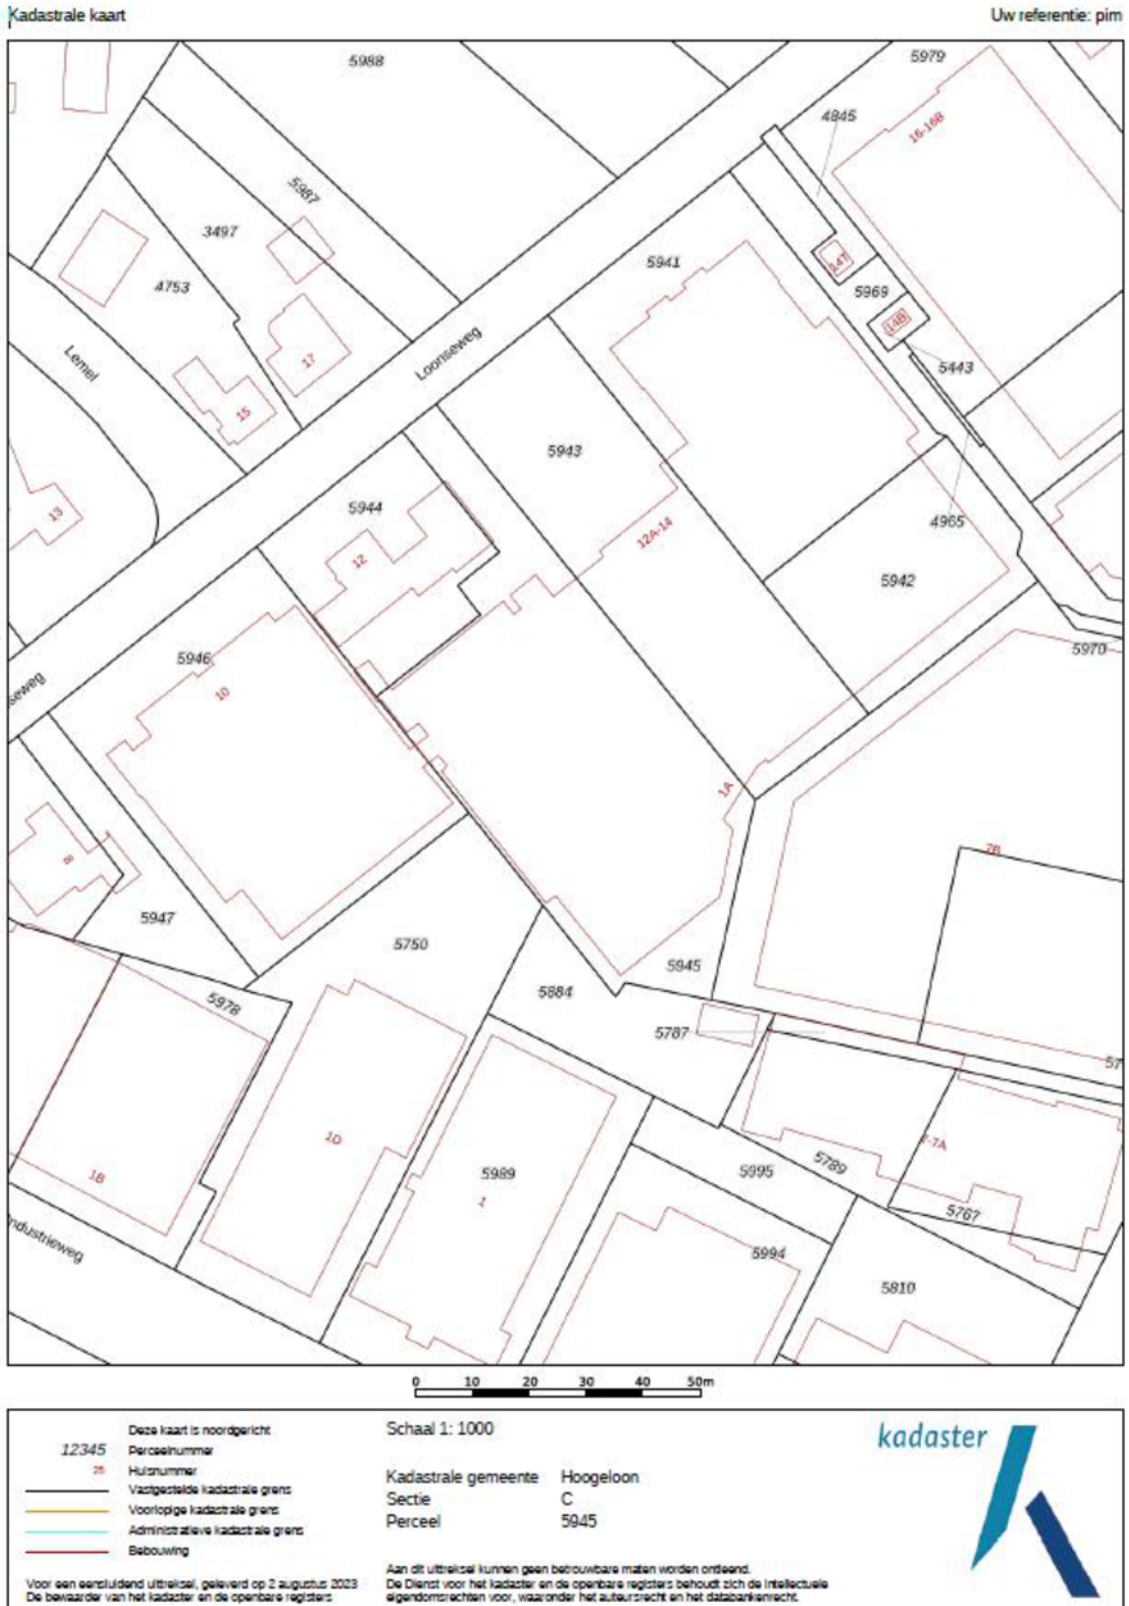 Kadastrale kaart
Uw referentie: pim
5988
5979
4845
16-16B
5987
3497
4753
5941
14T
5969
14B
5443
Lemel
Loonseweg
17
15
5943
13
5944
12
12A-14
4965
5942
5946
10
5970
seweg
1A
7B
8
5947
5750
5945
5884
5978
5787
57
1D
1B
5989
1
5995
5789
7-7A
5767
5994
Industrieweg
5810
0 10 20 30 40 50m
Deze kaart is noordgericht
12345 Perceelnummer
25 Huisnummer
Vastgestelde kadastrale grens
Voorlopige kadastrale grens
Administratieve kadastrale grens
Bebouwing
Voor een eensluidend uittreksel, geleverd op 2 augustus 2023
De bewaarder van het kadaster en de openbare registers
Schaal 1: 1000
Kadastrale gemeente Hoogeloon
Sectie C
Perceel 5945
Aan dit uittreksel kunnen geen betrouwbare maten worden ontleend.
De Dienst voor het kadaster en de openbare registers behoudt zich de intellectuele
eigendomsrechten voor, waaronder het auteursrecht en het databankenrecht.
kadaster